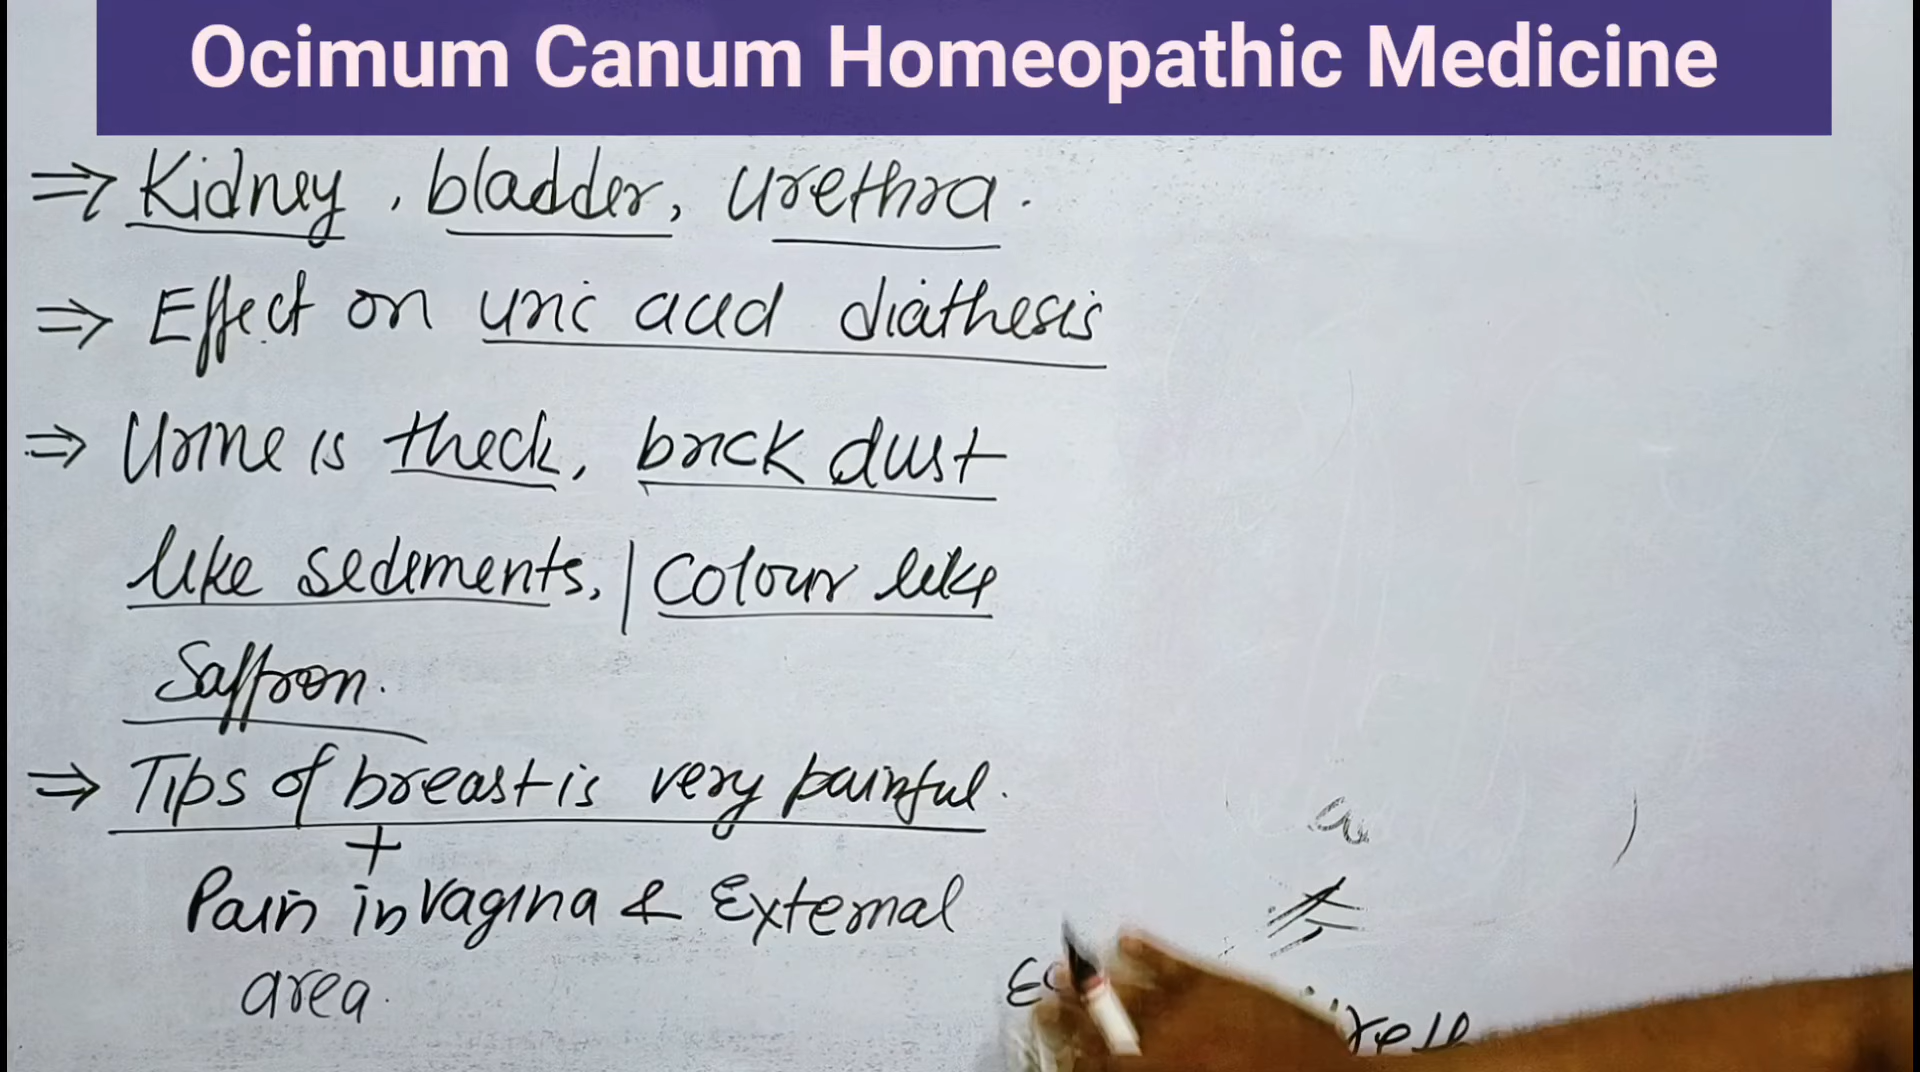 Ocimum Canum Homeopathic Medicine
⇒ Kidney, bladder, urethra.
⇒ Effect on uric acid diathesis
⇒ Urine is thick, brick dust
like sediments, | colour like
Saffron.
⇒ Tips of breast is very painful.
+
Pain in vagina & External
area.